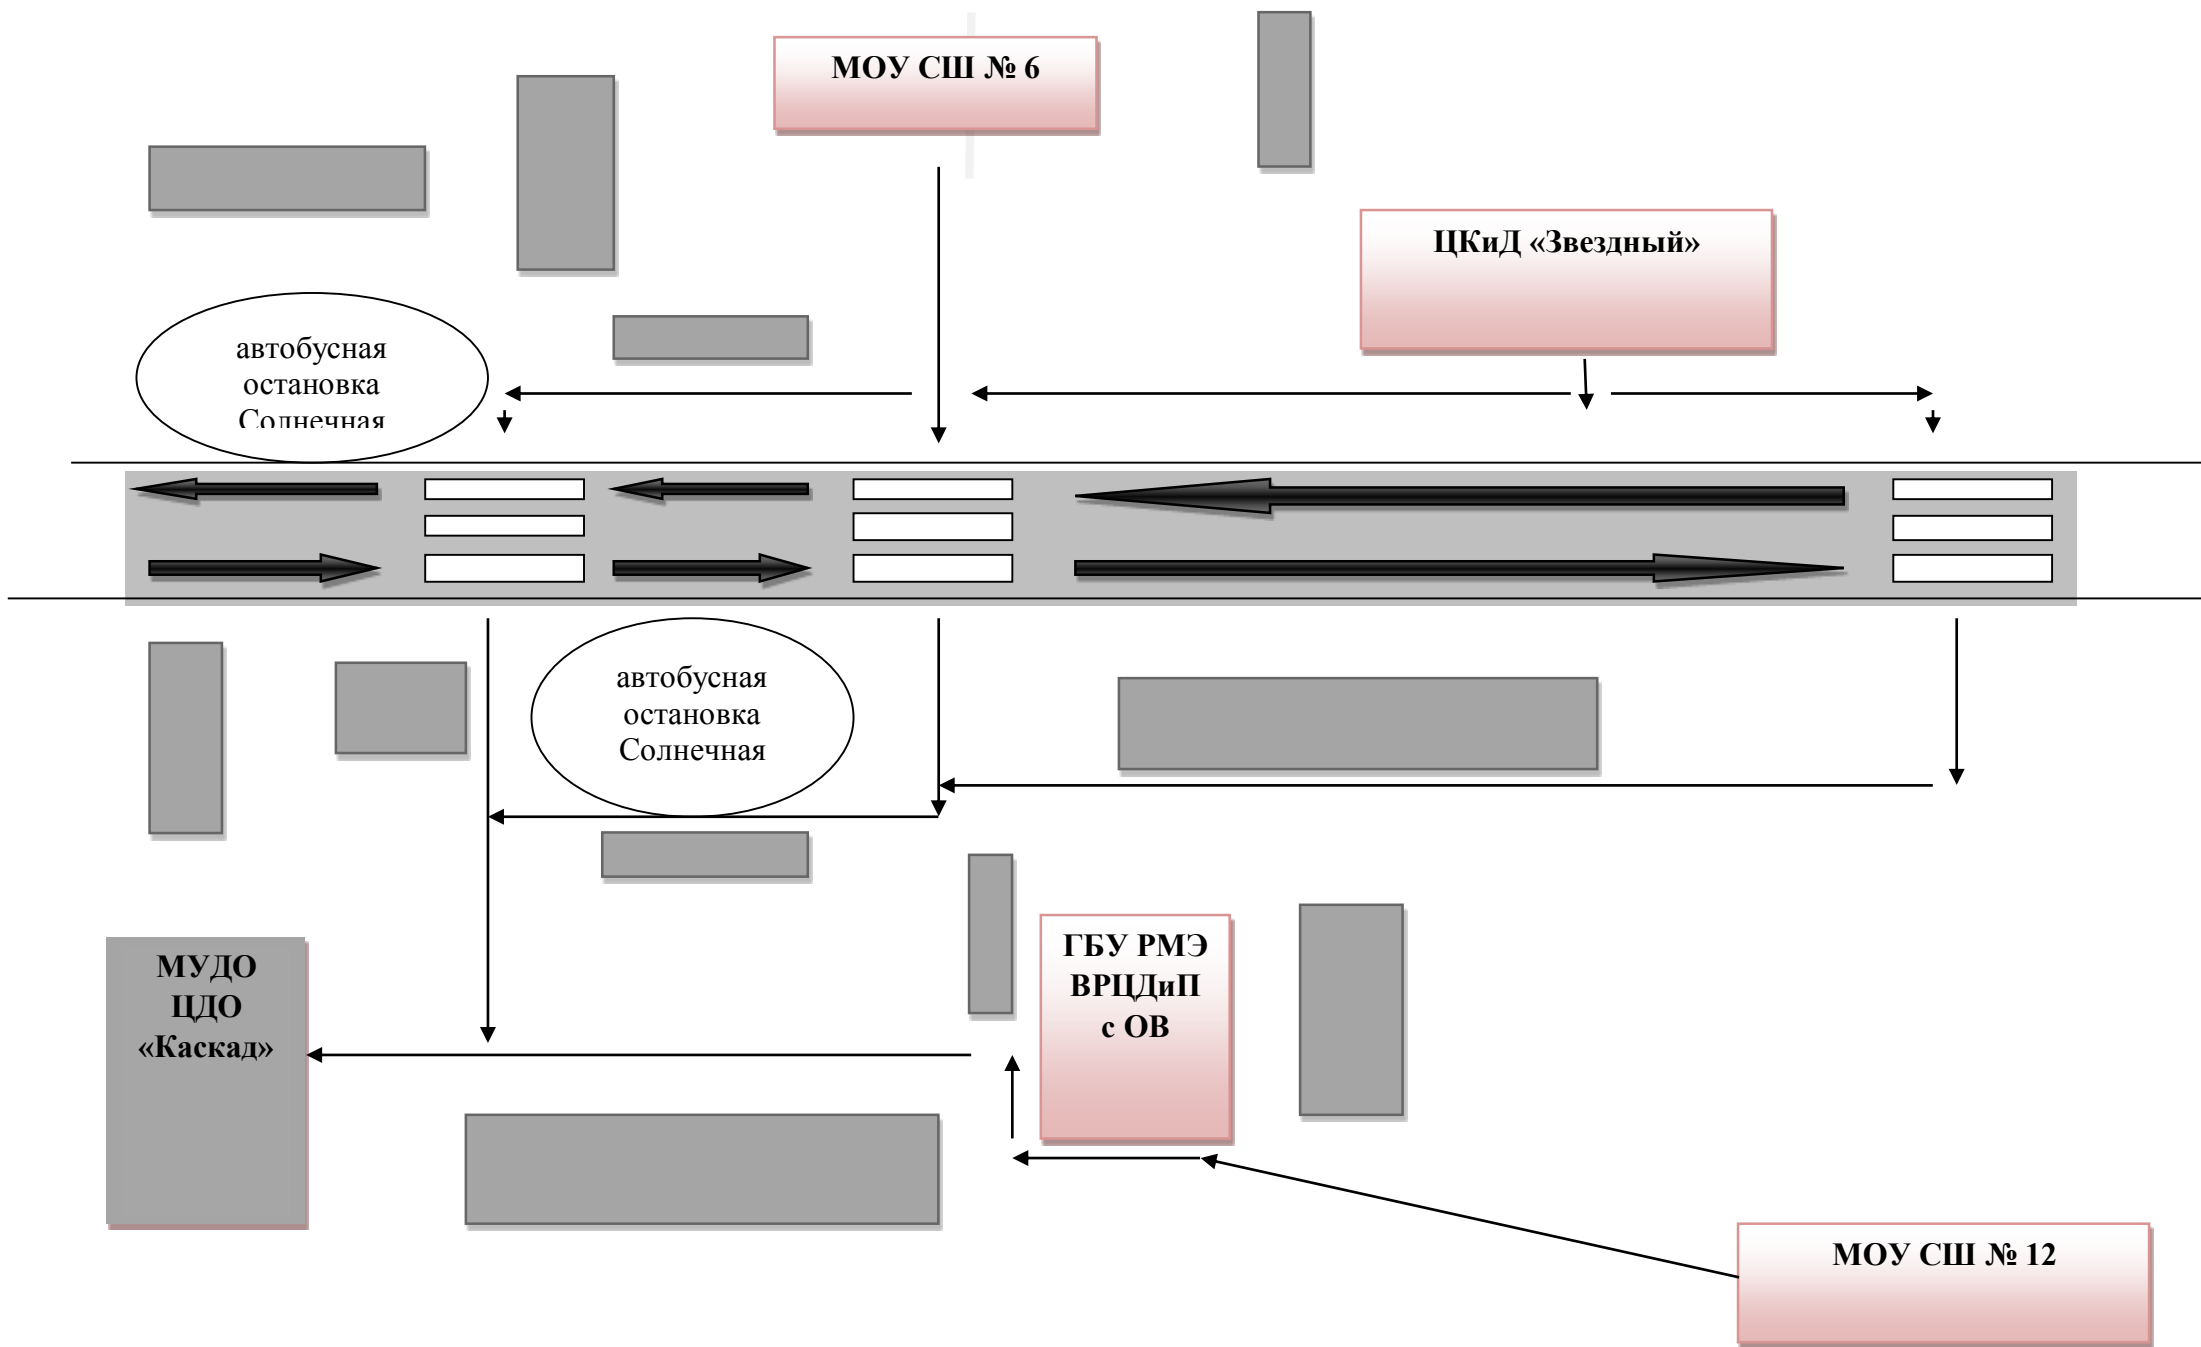 МОУ СШ № 6
ЦКиД «Звездный»
автобусная
остановка
Солнечная
автобусная
остановка
Солнечная
МУДО
ЦДО
«Каскад»
ГБУ РМЭ
ВРЦДиП
с ОВ
МОУ СШ № 12